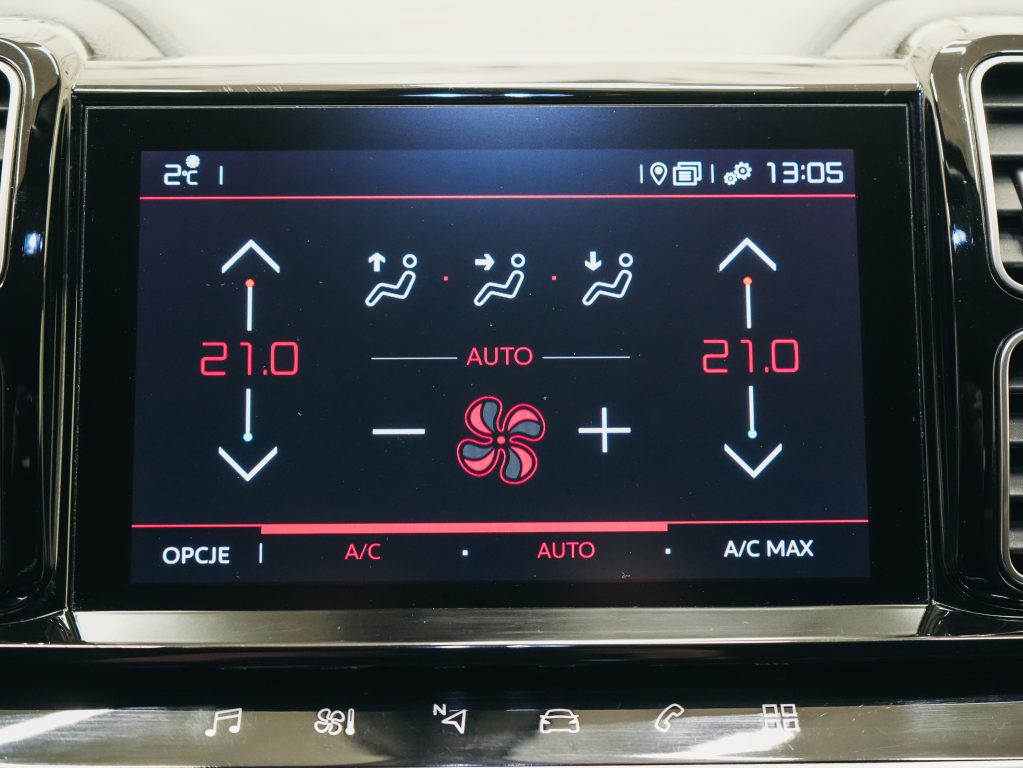 2°C 13:05
21.0 21.0
AUTO
OPCJE | A/C · AUTO · A/C MAX
N